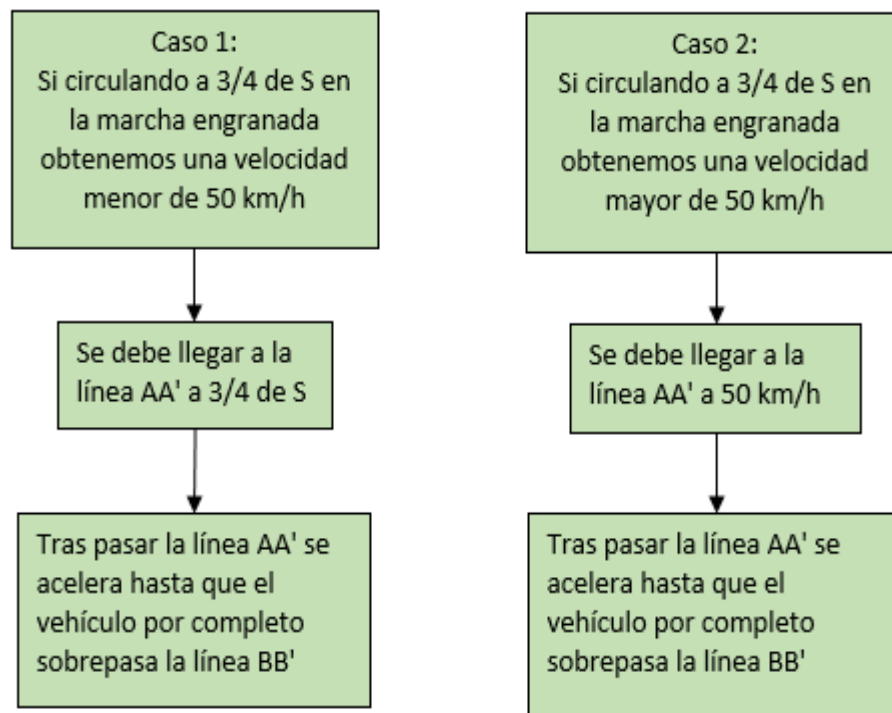 Caso 1:
Si circulando a 3/4 de S en
la marcha engranada
obtenemos una velocidad
menor de 50 km/h
Se debe llegar a la
línea AA' a 3/4 de S
Tras pasar la línea AA' se
acelera hasta que el
vehículo por completo
sobrepasa la línea BB'
Caso 2:
Si circulando a 3/4 de S en
la marcha engranada
obtenemos una velocidad
mayor de 50 km/h
Se debe llegar a la
línea AA' a 50 km/h
Tras pasar la línea AA' se
acelera hasta que el
vehículo por completo
sobrepasa la línea BB'